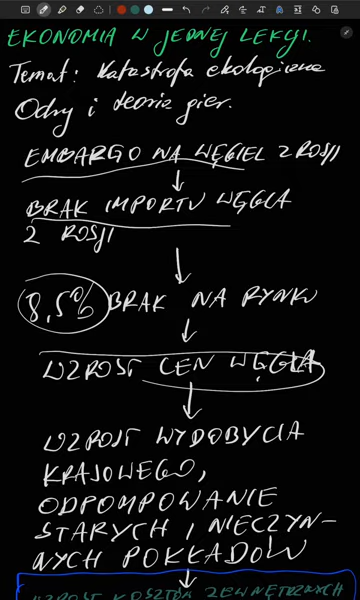 EKONOMIA W JEDNEJ LEKCJI.
Temat: Katastrofa ekologiczna
Odry i teoria gier.
EMBARGO NA WĘGIEL Z ROSJI
BRAK IMPORTU WĘGLA
Z ROSJI
8,5% BRAK NA RYNKU
WZROST CEN WĘGLA
WZROST WYDOBYCIA
KRAJOWEGO,
ODPOMPOWANIE
STARYCH I NIECZYN-
NYCH POKŁADÓW
WZROST KOSZTÓW ZEWNĘTRZNYCH